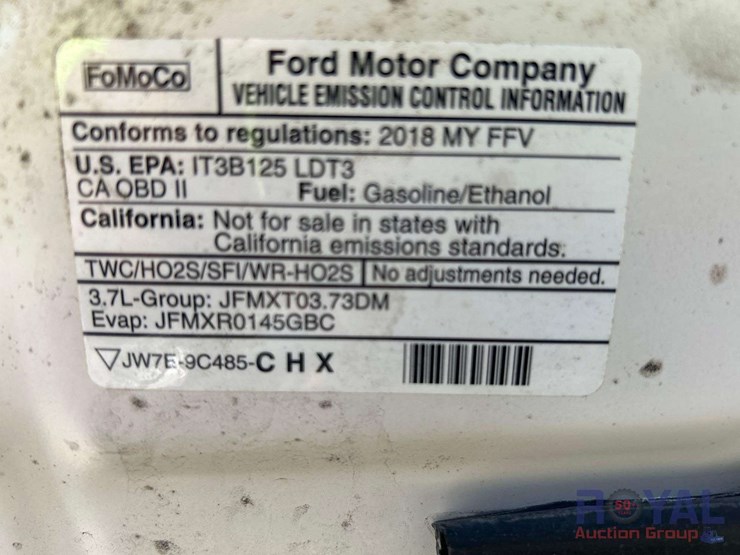 FoMoCo
Ford Motor Company
VEHICLE EMISSION CONTROL INFORMATION
Conforms to regulations: 2018 MY FFV
U.S. EPA: IT3B125 LDT3
CA OBD II Fuel: Gasoline/Ethanol
California: Not for sale in states with
California emissions standards.
TWC/HO2S/SFI/WR-HO2S No adjustments needed.
3.7L-Group: JFMXT03.73DM
Evap: JFMXR0145GBC
JW7E-9C485-C H X
ROYAL
Auction Group